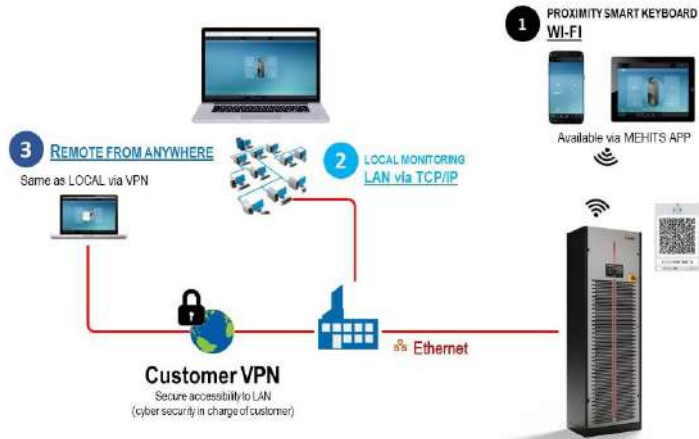 1
PROXIMITY SMART KEYBOARD
WI-FI
Available via MEHITS APP
3
REMOTE FROM ANYWHERE
Same as LOCAL via VPN
2
LOCAL MONITORING
LAN via TCP/IP
Ethernet
Customer VPN
Secure accessibility to LAN
(cyber security in charge of customer)